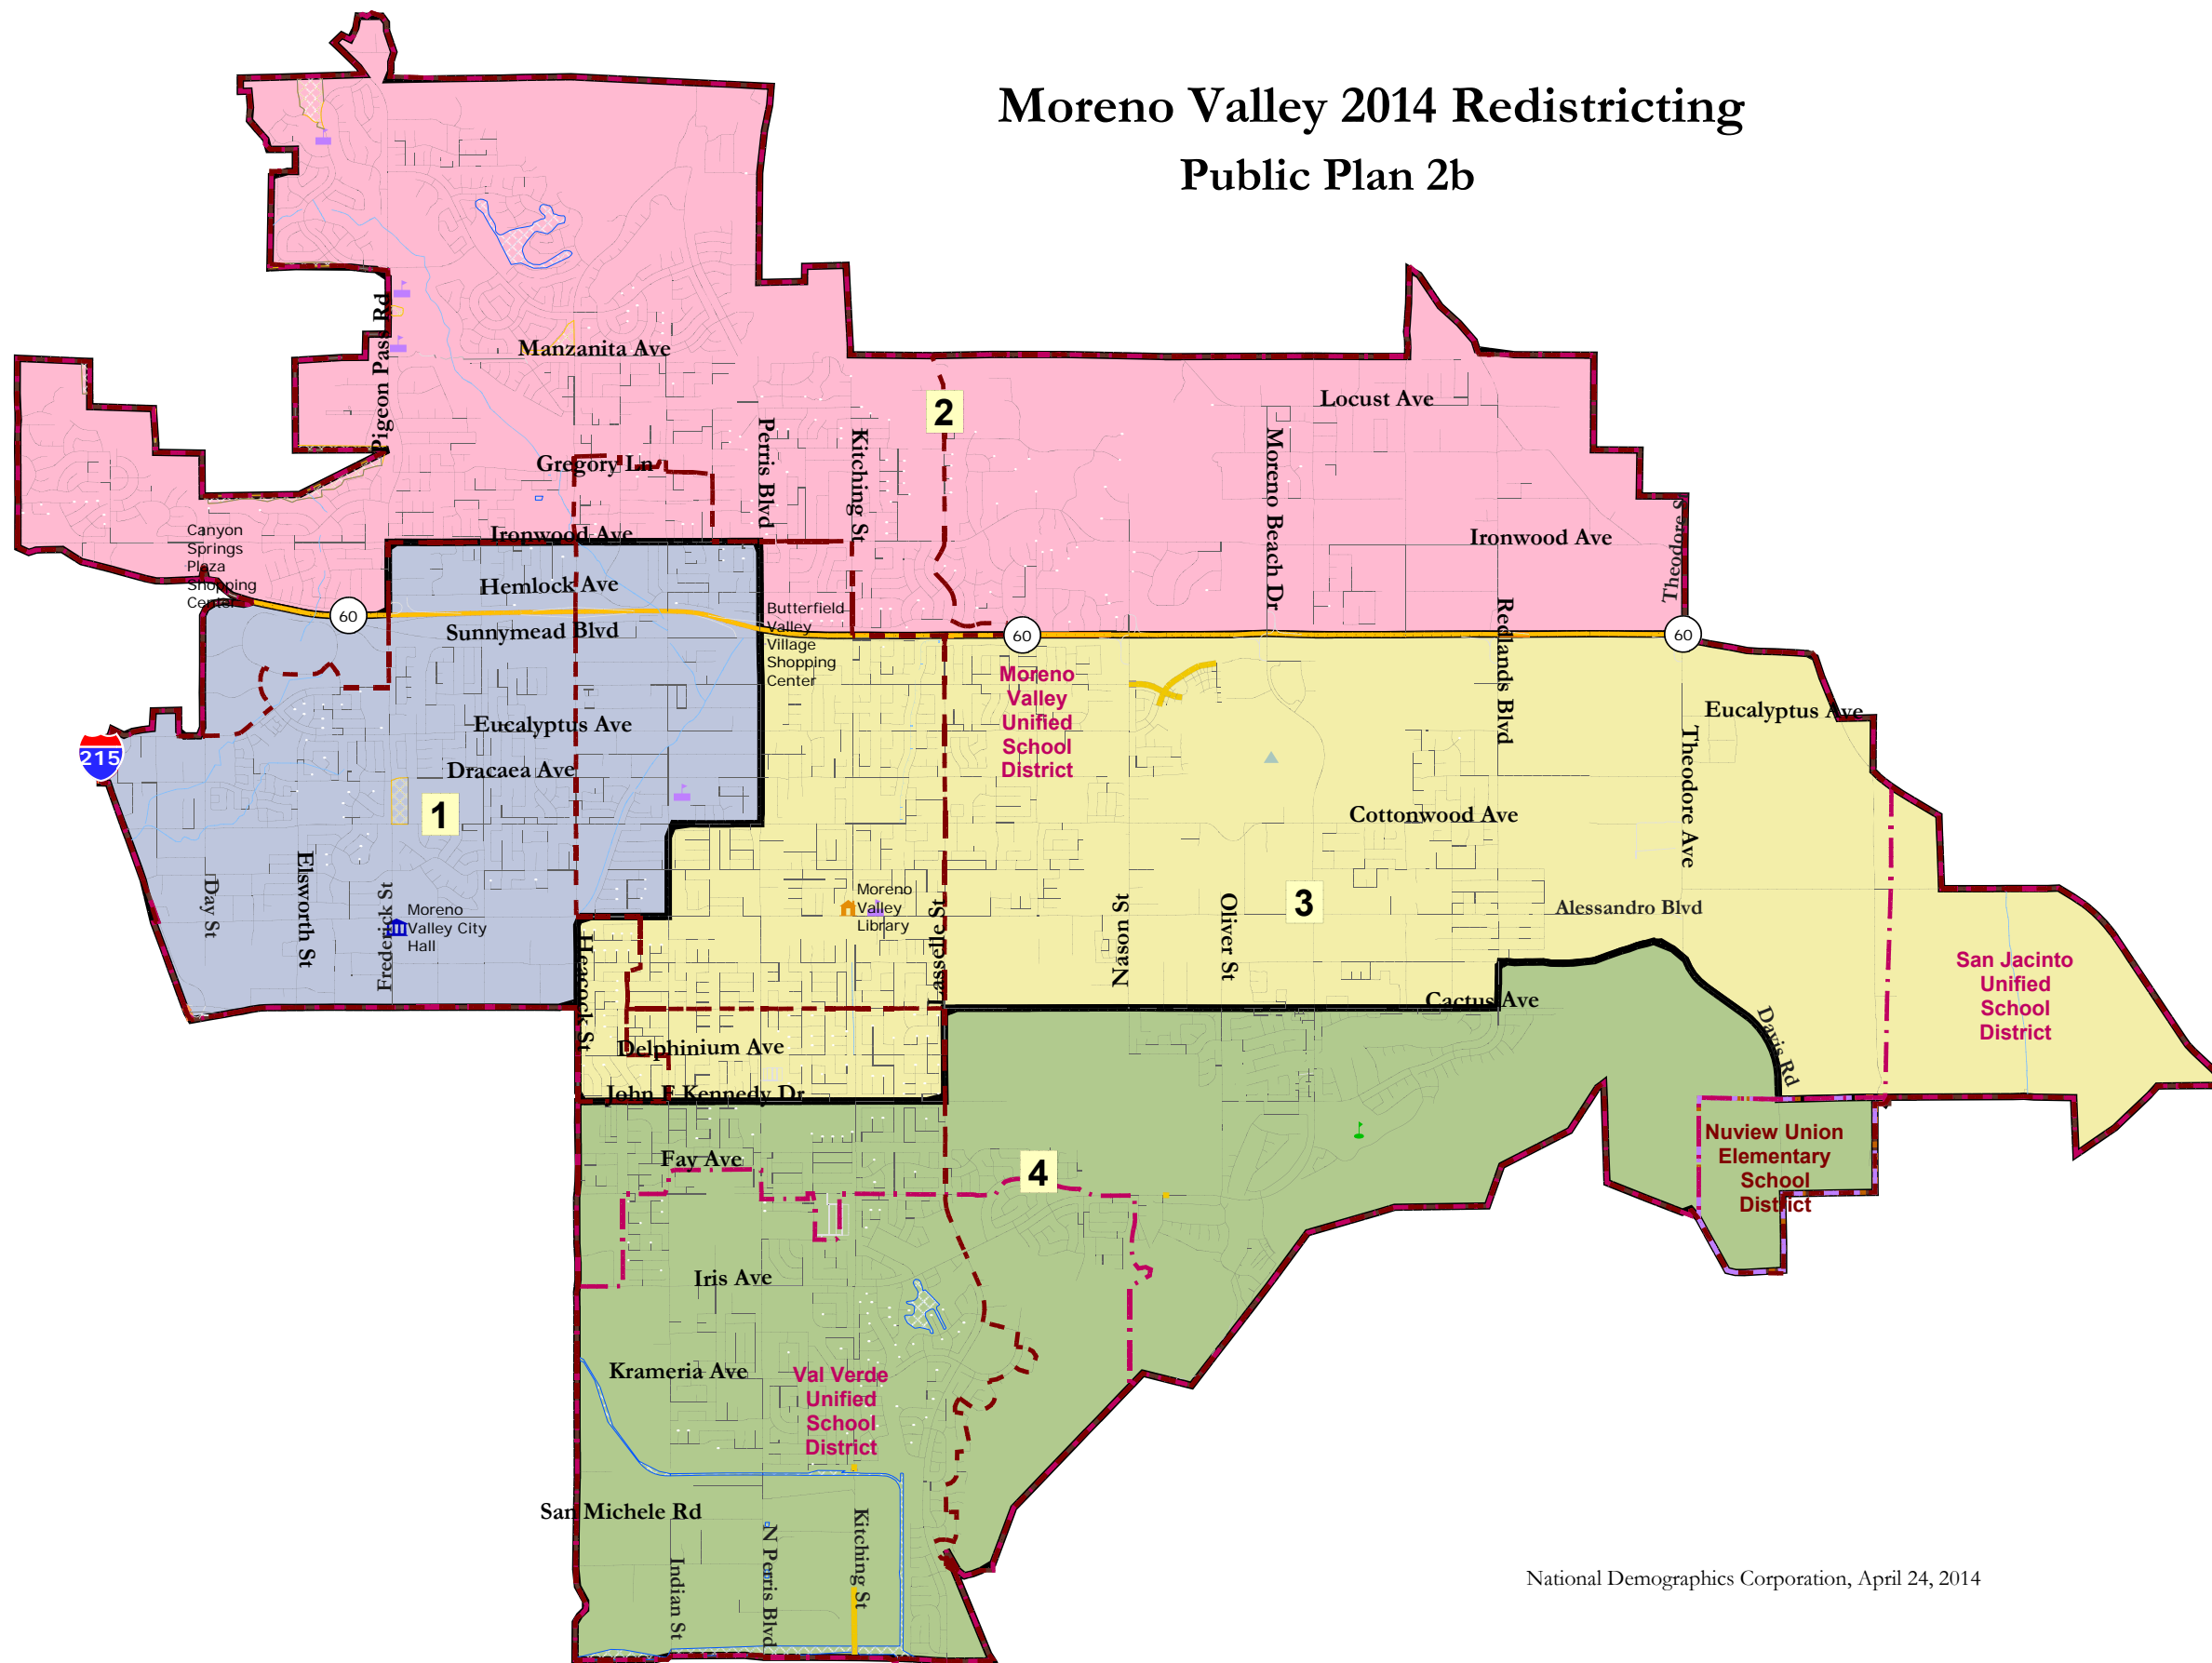 Moreno Valley 2014 Redistricting
Public Plan 2b
Pigeon Pass Rd
Manzanita Ave
Locust Ave
2
Perris Blvd
Kitching St
Moreno Beach Dr
Gregory Ln
Ironwood Ave
Ironwood Ave
Theodore S
Canyon
Springs
Plaza
Shopping
Center
Hemlock Ave
60
Sunnymead Blvd
Butterfield
Valley
Village
Shopping
Center
60
60
Redlands Blvd
Moreno
Valley
Unified
School
District
Eucalyptus Ave
Eucalyptus Ave
215
Dracaea Ave
Theodore Ave
1
Cottonwood Ave
Day St
Elsworth St
Frederick St
Moreno
Valley City
Hall
Moreno
Valley
Library
Lasselle St
Nason St
Oliver St
3
Alessandro Blvd
Heacock St
San Jacinto
Unified
School
District
Cactus Ave
Davis Rd
Delphinium Ave
John F Kennedy Dr
Nuview Union
Elementary
School
District
Fay Ave
4
Iris Ave
Krameria Ave
Val Verde
Unified
School
District
San Michele Rd
Indian St
N Perris Blvd
Kitching St
National Demographics Corporation, April 24, 2014